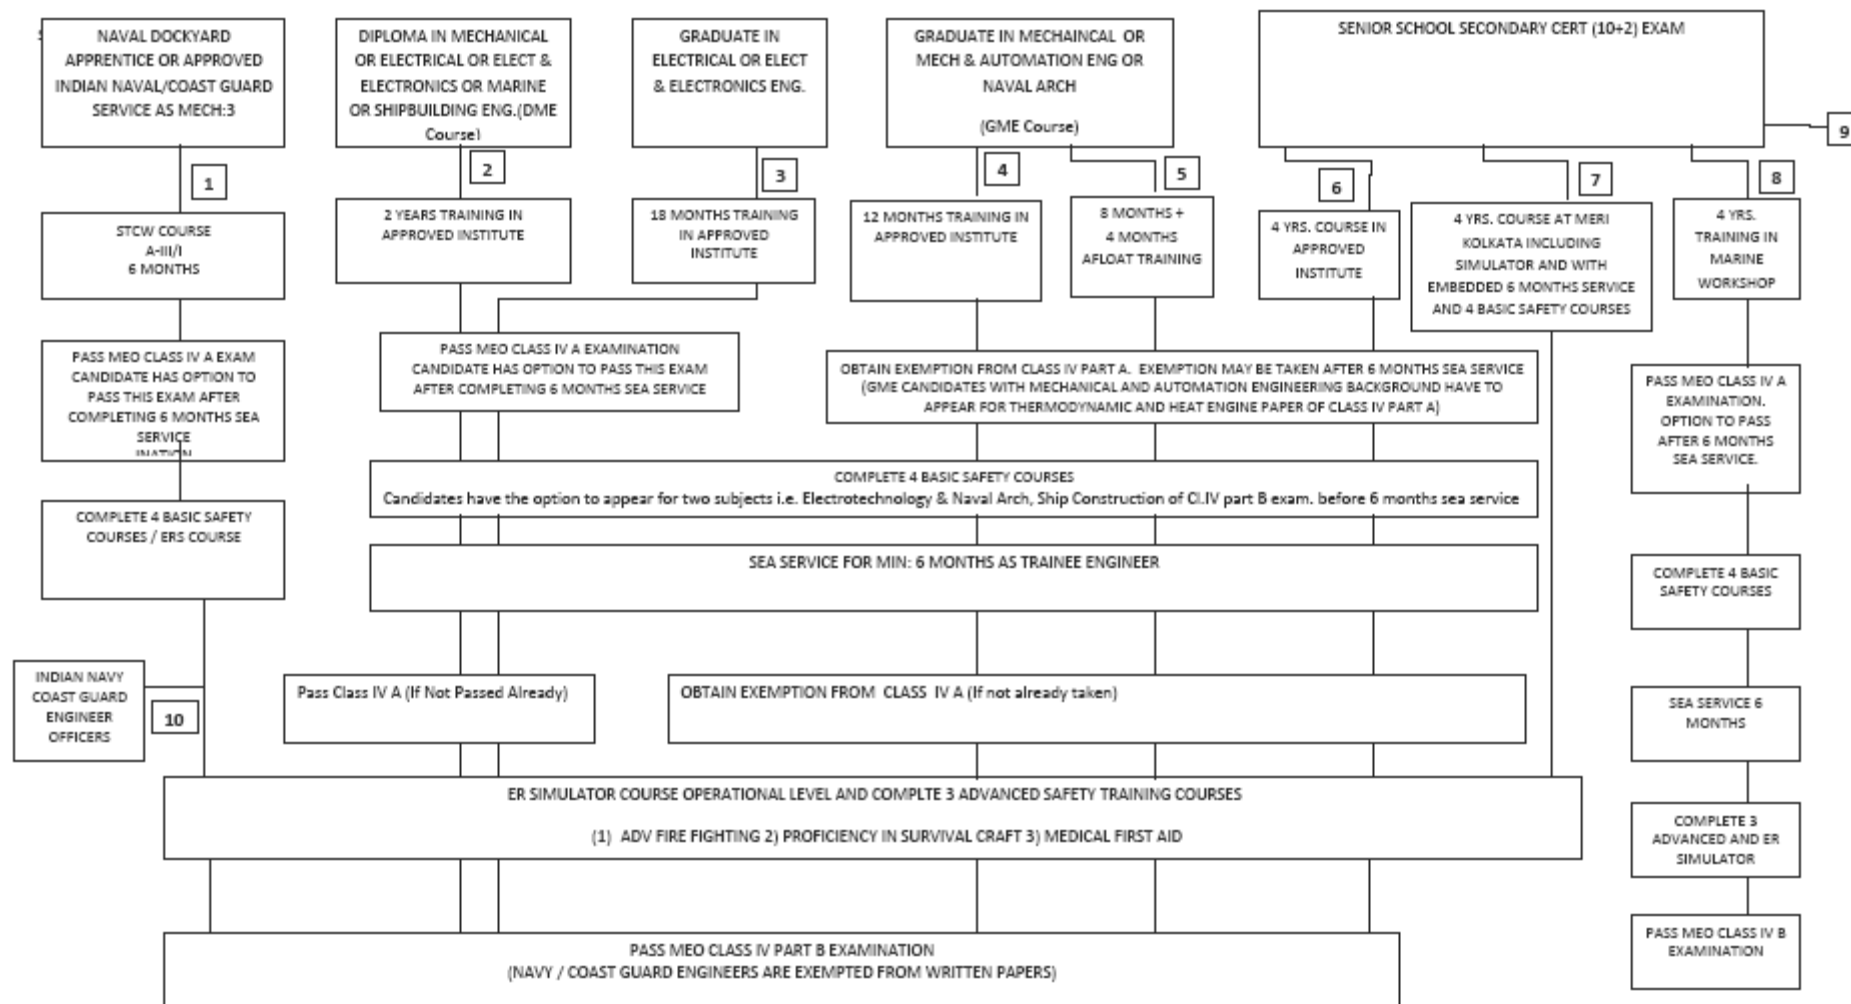 NAVAL DOCKYARD
APPRENTICE OR APPROVED
INDIAN NAVAL/COAST GUARD
SERVICE AS MECH:3
DIPLOMA IN MECHANICAL
OR ELECTRICAL OR ELECT &
ELECTRONICS OR MARINE
OR SHIPBUILDING ENG.(DME
Course)
GRADUATE IN
ELECTRICAL OR ELECT
& ELECTRONICS ENG.
GRADUATE IN MECHAINCAL OR
MECH & AUTOMATION ENG OR
NAVAL ARCH
(GME Course)
SENIOR SCHOOL SECONDARY CERT (10+2) EXAM
9
1
2
3
4
5
6
7
8
STCW COURSE
A-III/I
6 MONTHS
2 YEARS TRAINING IN
APPROVED INSTITUTE
18 MONTHS TRAINING
IN APPROVED
INSTITUTE
12 MONTHS TRAINING IN
APPROVED INSTITUTE
8 MONTHS +
4 MONTHS
AFLOAT TRAINING
4 YRS. COURSE IN
APPROVED
INSTITUTE
4 YRS. COURSE AT MERI
KOLKATA INCLUDING
SIMULATOR AND WITH
EMBEDDED 6 MONTHS SERVICE
AND 4 BASIC SAFETY COURSES
4 YRS.
TRAINING IN
MARINE
WORKSHOP
PASS MEO CLASS IV A EXAM
CANDIDATE HAS OPTION TO
PASS THIS EXAM AFTER
COMPLETING 6 MONTHS SEA
SERVICE
INATION
PASS MEO CLASS IV A EXAMINATION
CANDIDATE HAS OPTION TO PASS THIS EXAM
AFTER COMPLETING 6 MONTHS SEA SERVICE
OBTAIN EXEMPTION FROM CLASS IV PART A. EXEMPTION MAY BE TAKEN AFTER 6 MONTHS SEA SERVICE
(GME CANDIDATES WITH MECHANICAL AND AUTOMATION ENGINEERING BACKGROUND HAVE TO
APPEAR FOR THERMODYNAMIC AND HEAT ENGINE PAPER OF CLASS IV PART A)
PASS MEO CLASS IV A
EXAMINATION.
OPTION TO PASS
AFTER 6 MONTHS
SEA SERVICE.
COMPLETE 4 BASIC SAFETY COURSES
Candidates have the option to appear for two subjects i.e. Electrotechnology & Naval Arch, Ship Construction of Cl.IV part B exam. before 6 months sea service
COMPLETE 4 BASIC SAFETY
COURSES / ERS COURSE
SEA SERVICE FOR MIN: 6 MONTHS AS TRAINEE ENGINEER
COMPLETE 4 BASIC
SAFETY COURSES
INDIAN NAVY
COAST GUARD
ENGINEER
OFFICERS
10
Pass Class IV A (If Not Passed Already)
OBTAIN EXEMPTION FROM CLASS IV A (If not already taken)
SEA SERVICE 6
MONTHS
ER SIMULATOR COURSE OPERATIONAL LEVEL AND COMPLTE 3 ADVANCED SAFETY TRAINING COURSES
(1) ADV FIRE FIGHTING 2) PROFICIENCY IN SURVIVAL CRAFT 3) MEDICAL FIRST AID
COMPLETE 3
ADVANCED AND ER
SIMULATOR
PASS MEO CLASS IV PART B EXAMINATION
(NAVY / COAST GUARD ENGINEERS ARE EXEMPTED FROM WRITTEN PAPERS)
PASS MEO CLASS IV B
EXAMINATION